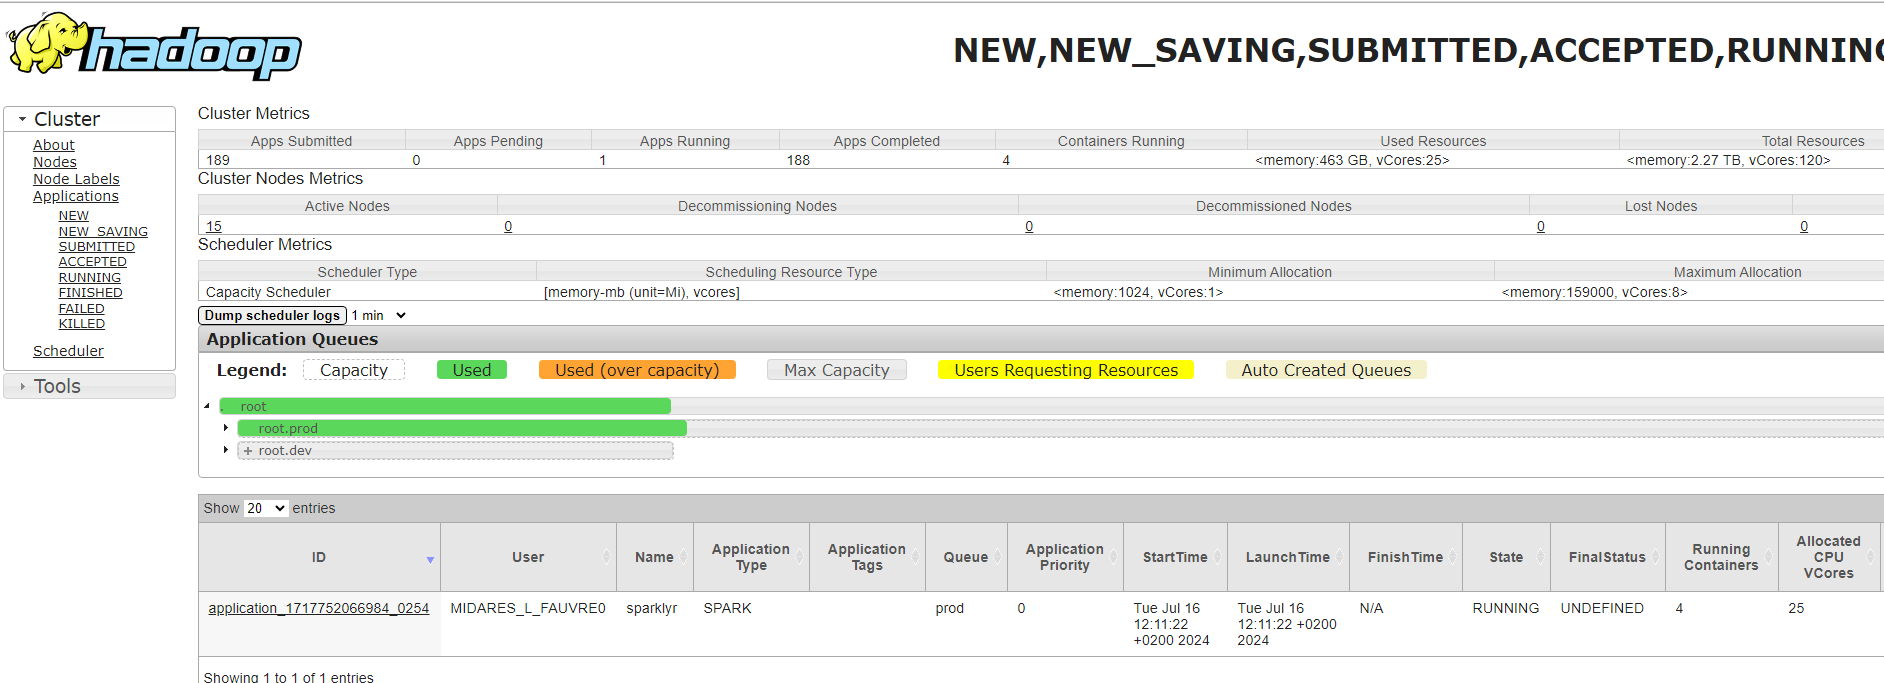 hadoop
NEW,NEW_SAVING,SUBMITTED,ACCEPTED,RUNNING
Cluster
About
Nodes
Node Labels
Applications
NEW
NEW_SAVING
SUBMITTED
ACCEPTED
RUNNING
FINISHED
FAILED
KILLED
Scheduler
Tools
Cluster Metrics
Apps Submitted Apps Pending Apps Running Apps Completed Containers Running Used Resources Total Resources
189 0 1 188 4 <memory:463 GB, vCores:25> <memory:2.27 TB, vCores:120>
Cluster Nodes Metrics
Active Nodes Decommissioning Nodes Decommissioned Nodes Lost Nodes
15 0 0 0 0
Scheduler Metrics
Scheduler Type Scheduling Resource Type Minimum Allocation Maximum Allocation
Capacity Scheduler [memory-mb (unit=Mi), vcores] <memory:1024, vCores:1> <memory:159000, vCores:8>
Dump scheduler logs 1 min
Application Queues
Legend: Capacity Used Used (over capacity) Max Capacity Users Requesting Resources Auto Created Queues
root
root.prod
+ root.dev
Show 20 entries
ID User Name Application Type Application Tags Queue Application Priority StartTime LaunchTime FinishTime State FinalStatus Running Containers Allocated CPU VCores
application_1717752066984_0254 MIDARES_L_FAUVRE0 sparklyr SPARK prod 0 Tue Jul 16 12:11:22 +0200 2024 Tue Jul 16 12:11:22 +0200 2024 N/A RUNNING UNDEFINED 4 25
Showing 1 to 1 of 1 entries